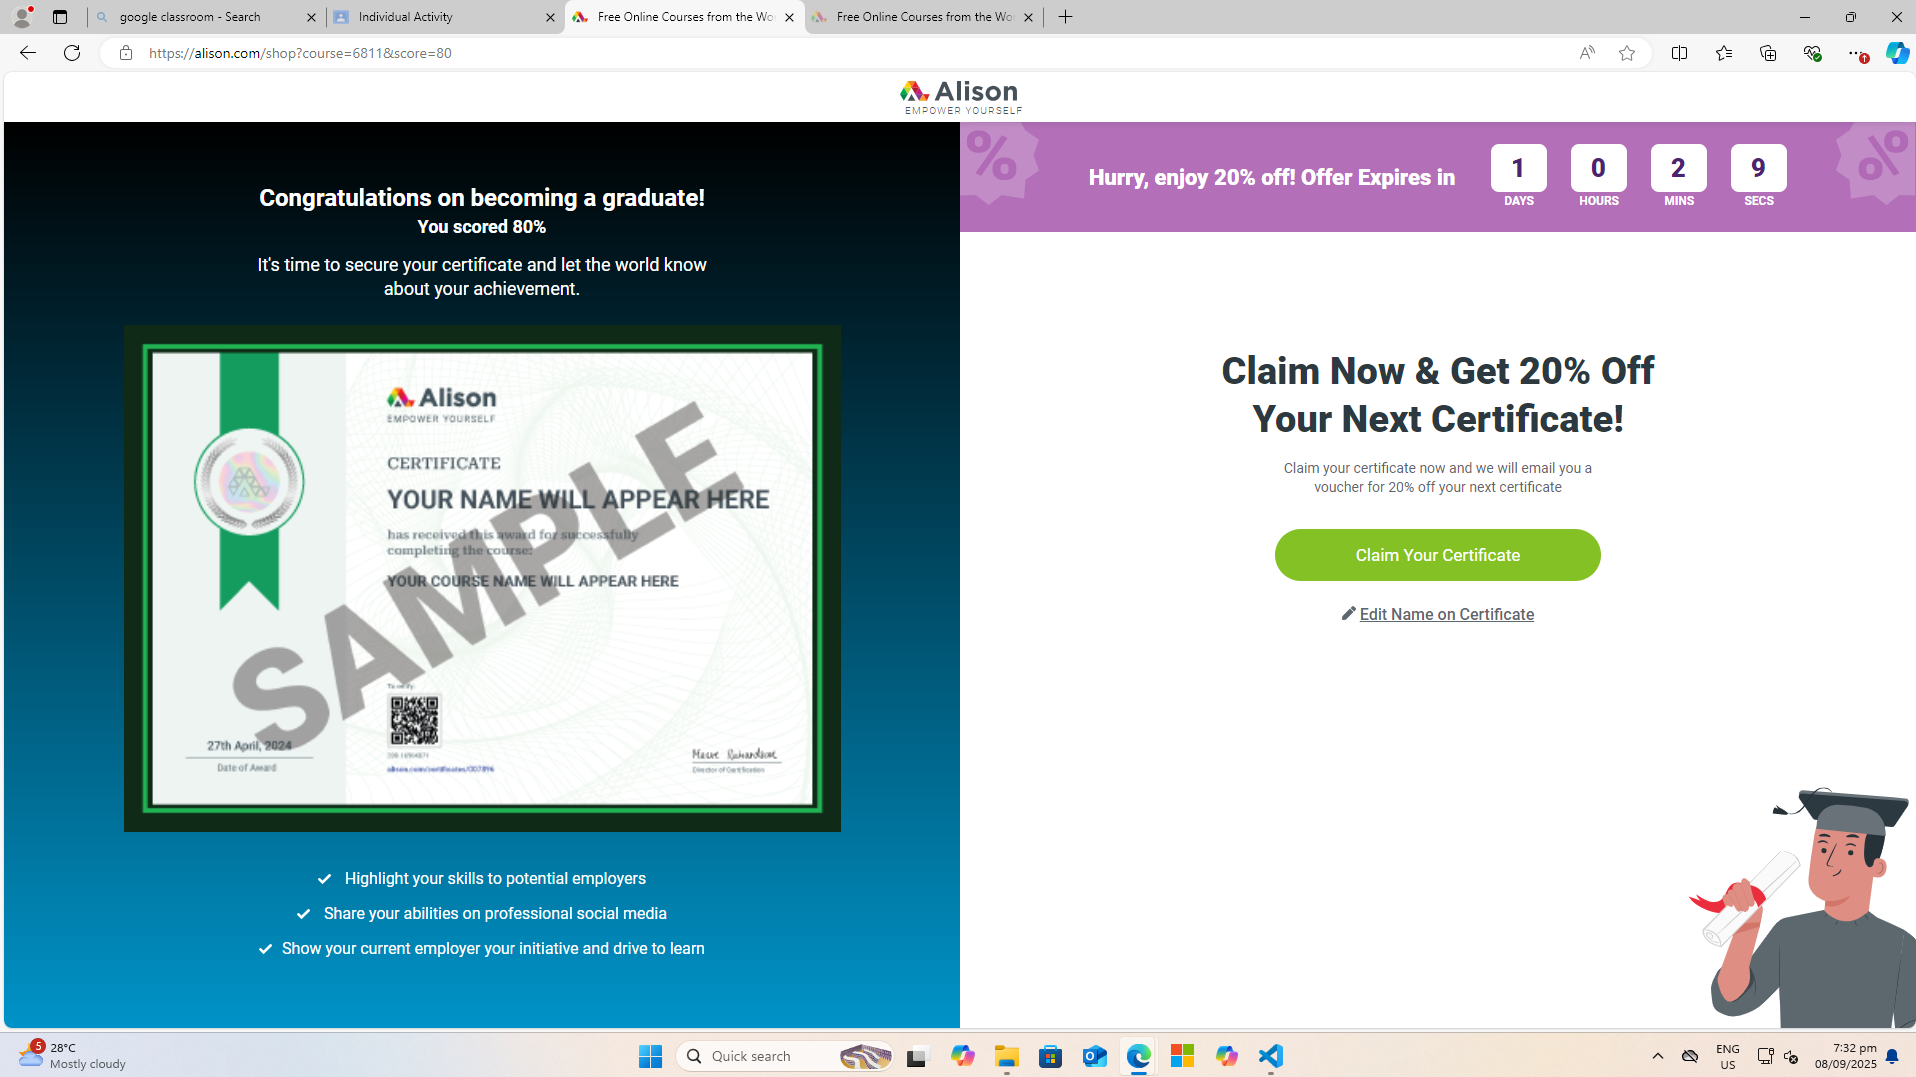 google classroom - Search
Individual Activity
Free Online Courses from the Wo
Free Online Courses from the Wo
https://alison.com/shop?course=6811&score=80
Alison
EMPOWER YOURSELF
Congratulations on becoming a graduate!
You scored 80%
It's time to secure your certificate and let the world know
about your achievement.
Alison
EMPOWER YOURSELF
CERTIFICATE
YOUR NAME WILL APPEAR HERE
has received this award for successfully
completing the course:
YOUR COURSE NAME WILL APPEAR HERE
SAMPLE
To verify:
27th April, 2024
Date of Award
alison.com/certificates/
Director of Certification
Highlight your skills to potential employers
Share your abilities on professional social media
Show your current employer your initiative and drive to learn
% Hurry, enjoy 20% off! Offer Expires in 1 0 2 9 %
DAYS HOURS MINS SECS
Claim Now & Get 20% Off
Your Next Certificate!
Claim your certificate now and we will email you a
voucher for 20% off your next certificate
Claim Your Certificate
Edit Name on Certificate
5
28°C
Mostly cloudy
Quick search
ENG
US
7:32 pm
08/09/2025